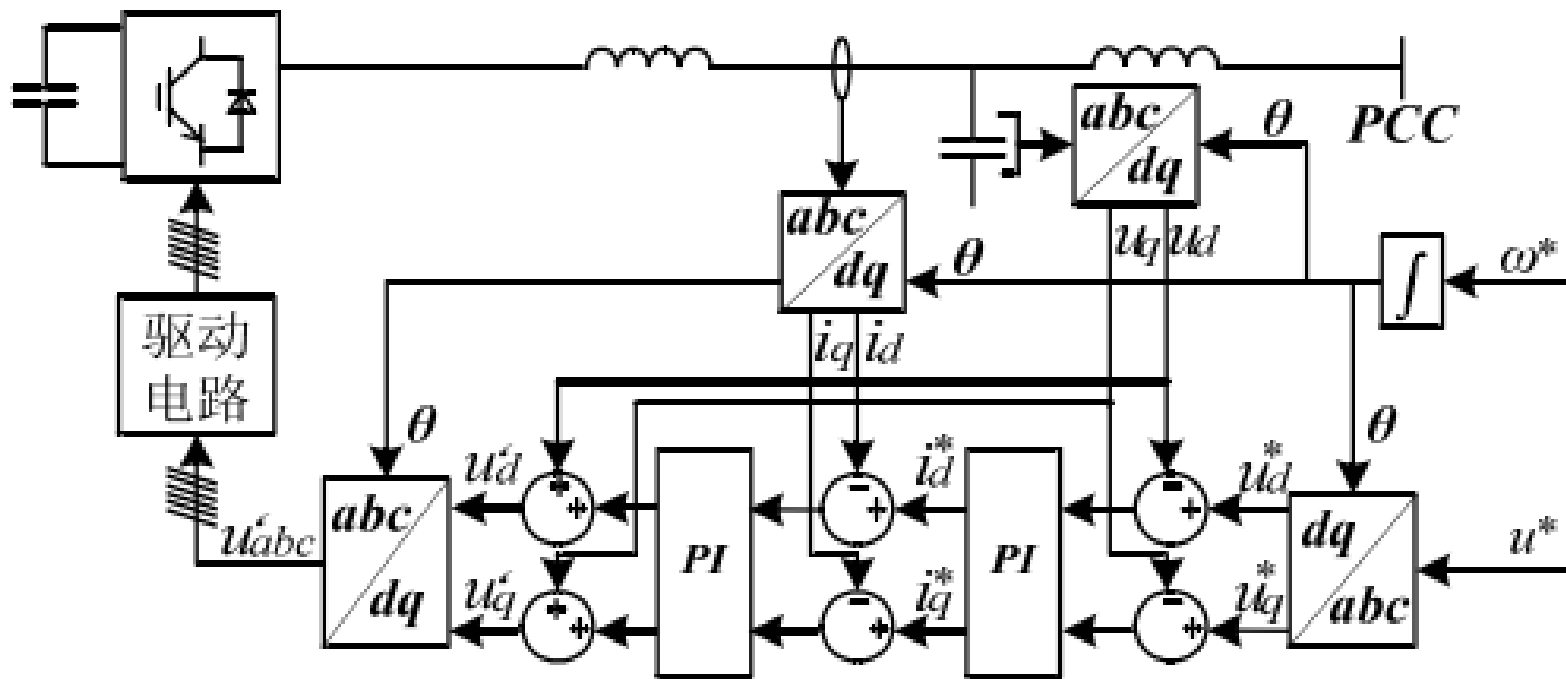 abc
dq
θ
PCC
abc
dq
θ
uq ud
∫
ω*
驱动
电路
iq id
θ
θ
u'd
i*d
u*d
abc
dq
PI
PI
dq
abc
u*
u'abc
u'q
i*q
u*q